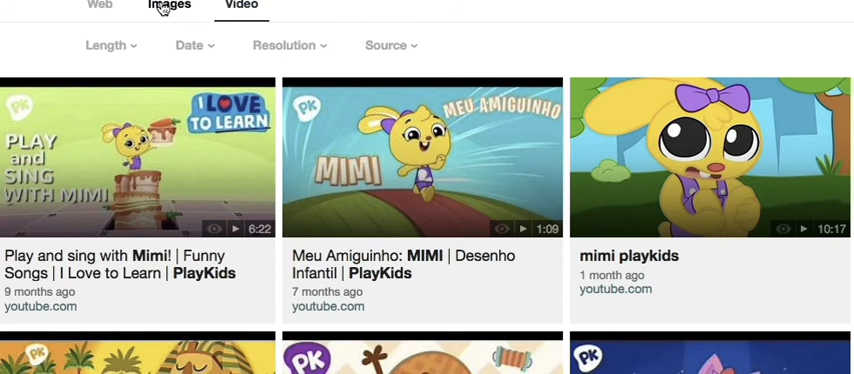 Web Images Video
Length Date Resolution Source
PK
I LOVE
TO LEARN
PLAY
and
SING
WITH MIMI
6:22
PK
MEU AMIGUINHO
MIMI
1:09
10:17
Play and sing with Mimi! | Funny
Songs | I Love to Learn | PlayKids
9 months ago
youtube.com
Meu Amiguinho: MIMI | Desenho
Infantil | PlayKids
7 months ago
youtube.com
mimi playkids
1 month ago
youtube.com
PK
PK
PK